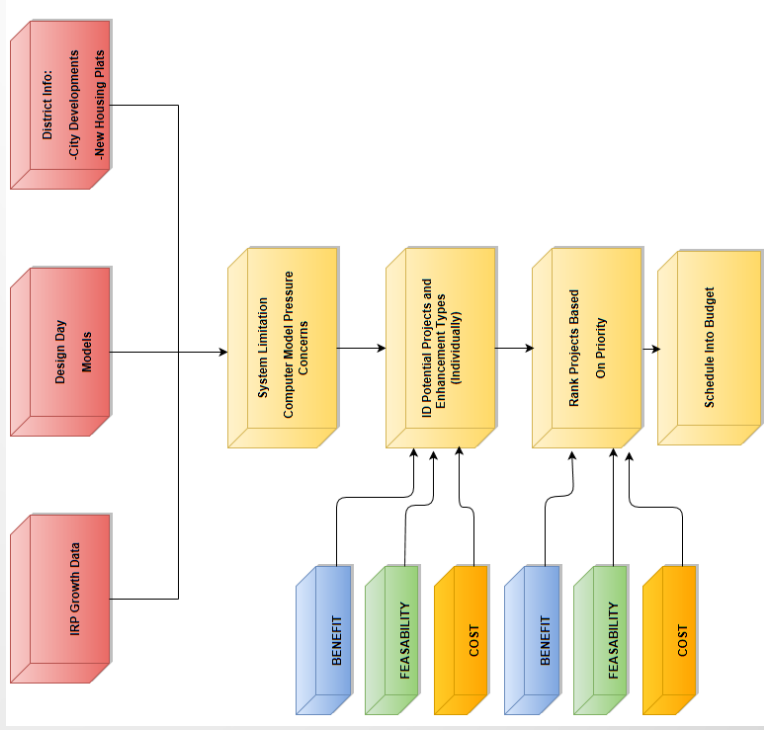 IRP Growth Data
Design Day
Models
District Info:
-City Developments
-New Housing Plats
System Limitation
Computer Model Pressure
Concerns
ID Potential Projects and
Enhancement Types
(Individually)
Rank Projects Based
On Priority
Schedule Into Budget
BENEFIT
FEASABILITY
COST
BENEFIT
FEASABILITY
COST